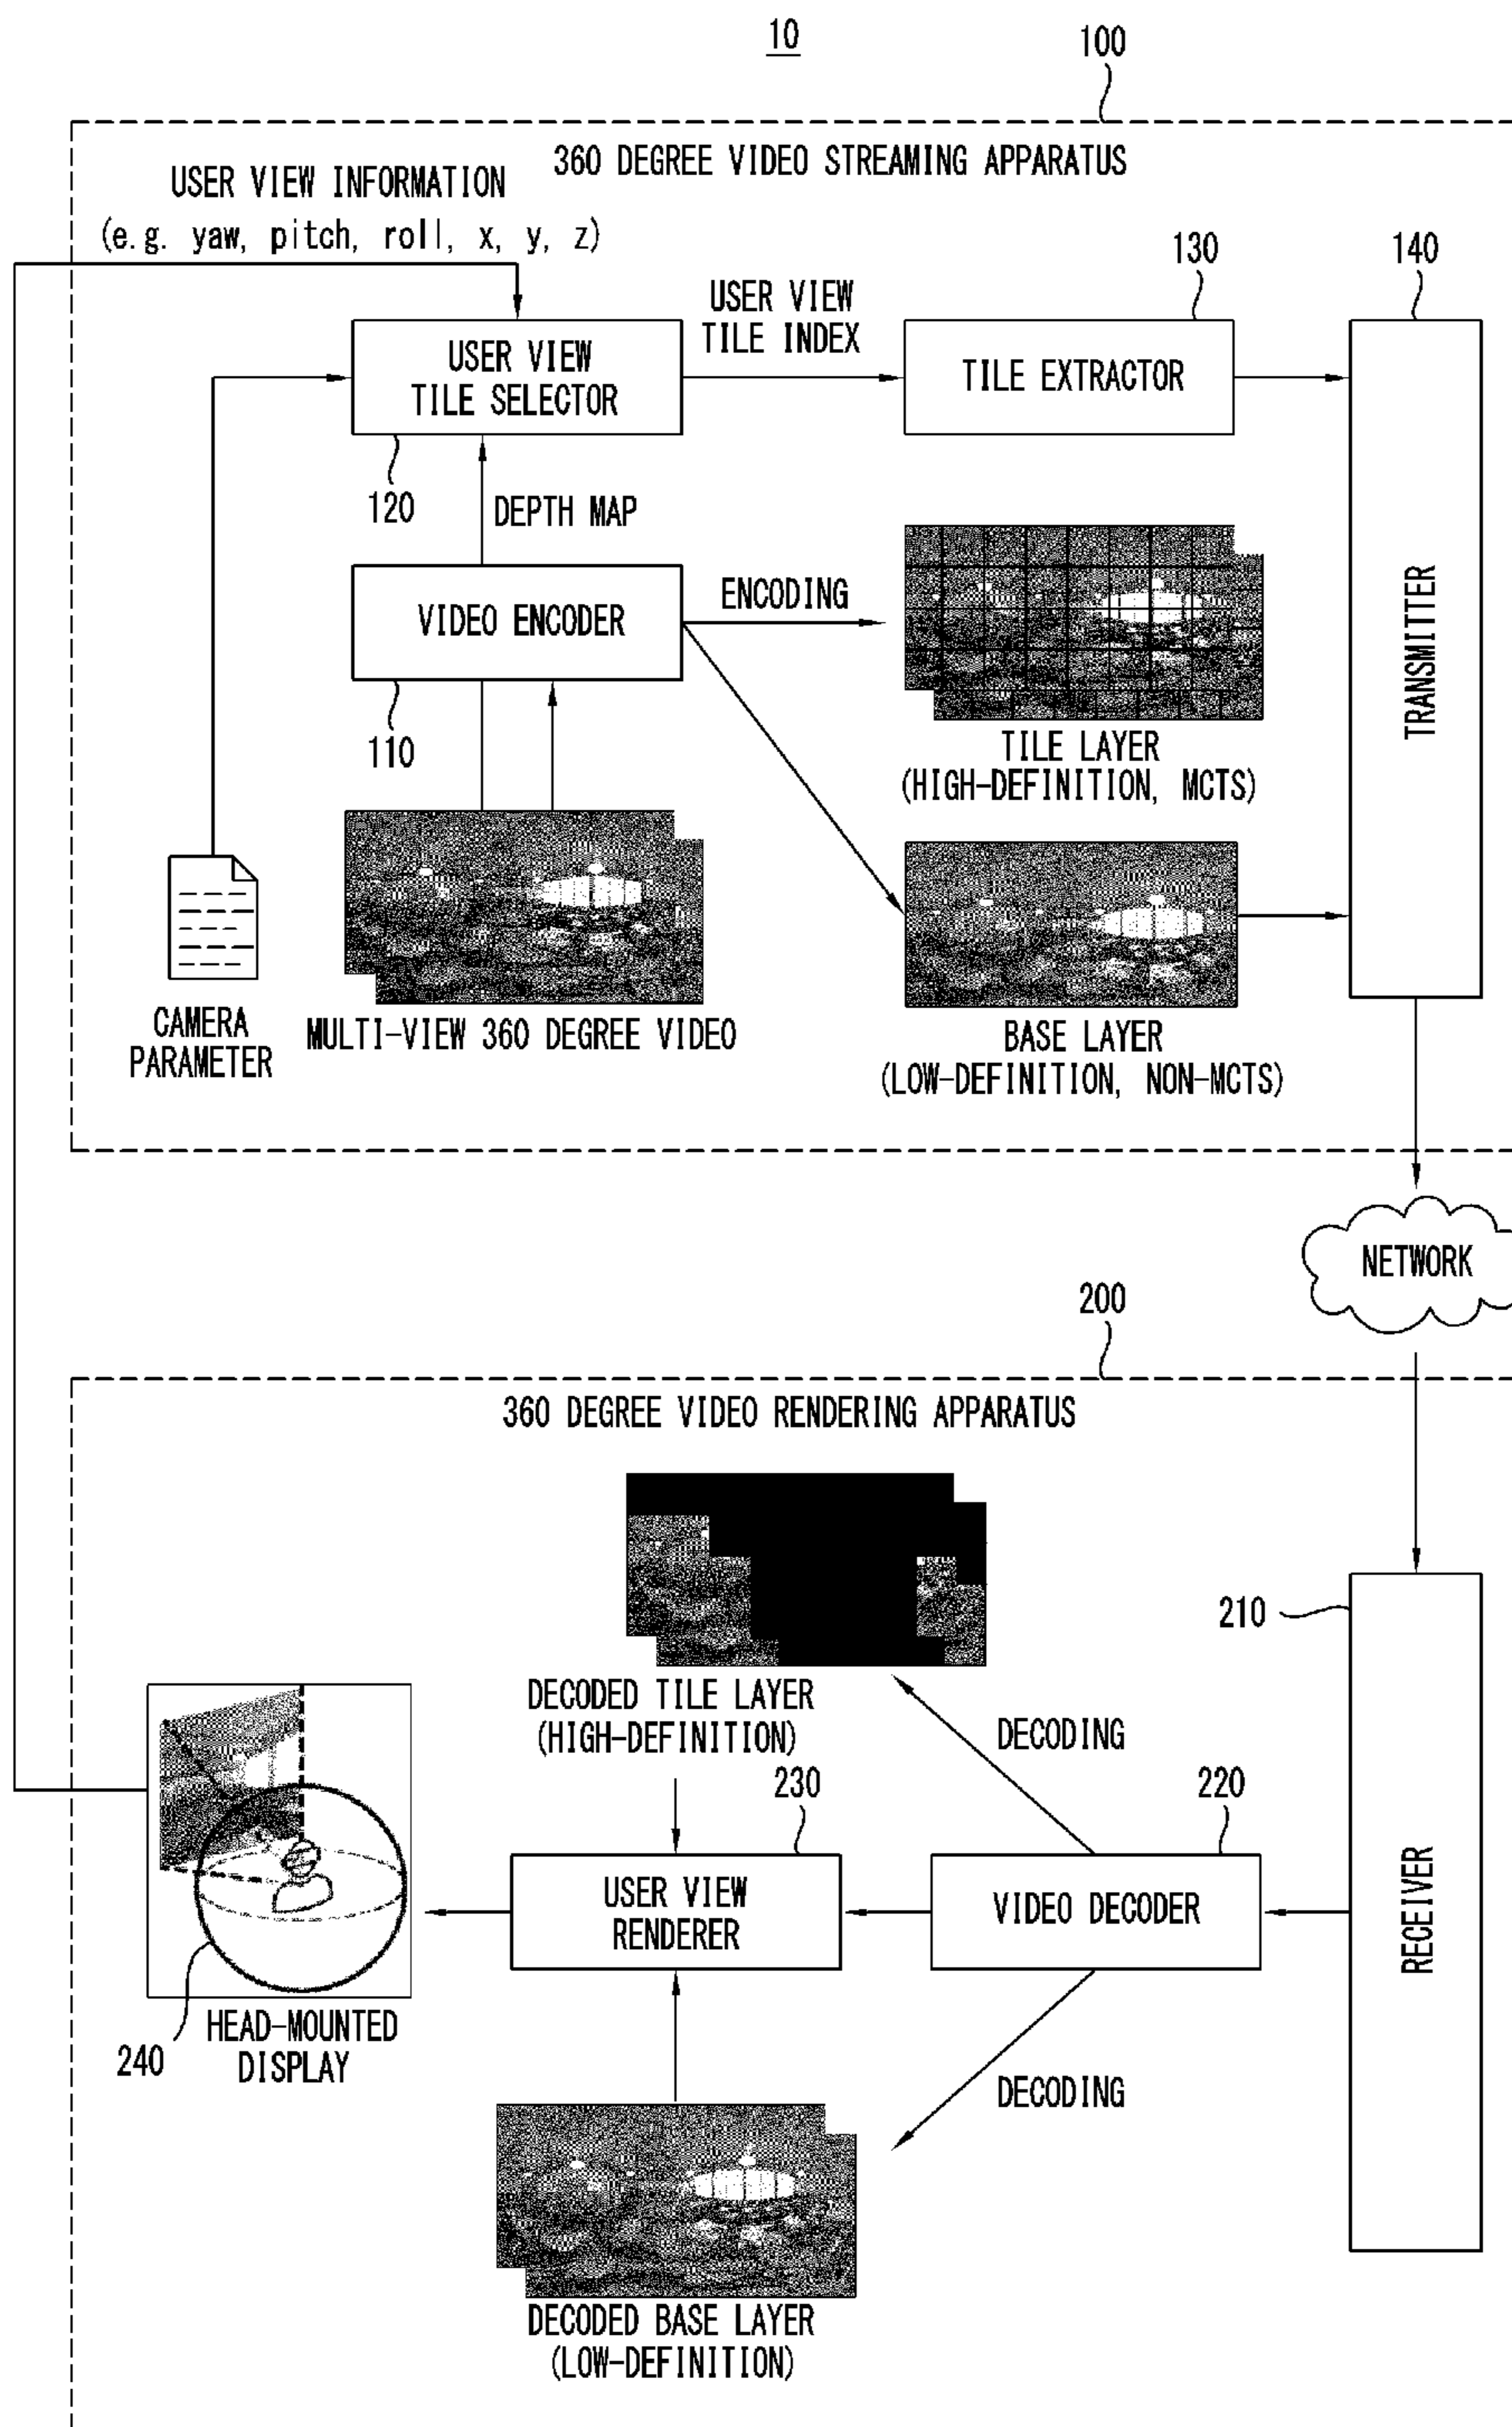 10
100
360 DEGREE VIDEO STREAMING APPARATUS
USER VIEW INFORMATION
(e.g. yaw, pitch, roll, x, y, z)
130
140
USER VIEW
TILE INDEX
USER VIEW
TILE SELECTOR
TILE EXTRACTOR
120
DEPTH MAP
VIDEO ENCODER
ENCODING
TRANSMITTER
110
TILE LAYER
(HIGH-DEFINITION, MCTS)
CAMERA
PARAMETER
MULTI-VIEW 360 DEGREE VIDEO
BASE LAYER
(LOW-DEFINITION, NON-MCTS)
NETWORK
200
360 DEGREE VIDEO RENDERING APPARATUS
210
DECODED TILE LAYER
(HIGH-DEFINITION)
DECODING
230
220
USER VIEW
RENDERER
VIDEO DECODER
RECEIVER
HEAD-MOUNTED
DISPLAY
240
DECODING
DECODED BASE LAYER
(LOW-DEFINITION)